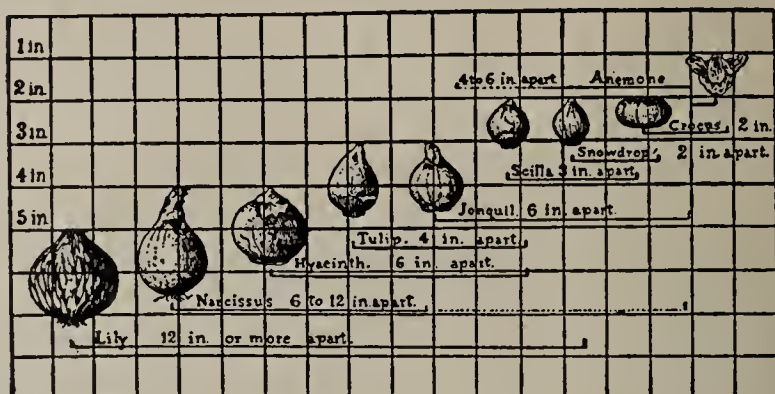 1 in
2 in
3 in
4 in
5 in
4 to 6 in. apart Anemone
Crocus, 2 in.
Snowdrop 2 in apart.
Scilla 3 in. apart
Jonquil. 6 in. apart.
Tulip. 4 in. apart.
Hyacinth. 6 in. apart.
Narcissus 6 to 12 in. apart.
Lily 12 in. or more apart.